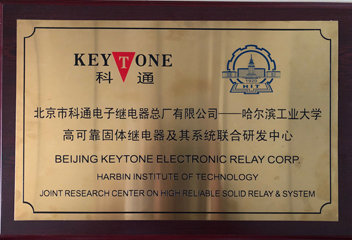 KEYTONE
科通
HIT
北京市科通电子继电器总厂有限公司——哈尔滨工业大学
高可靠固体继电器及其系统联合研发中心
BEIJING KEYTONE ELECTRONIC RELAY CORP.
HARBIN INSTITUTE OF TECHNOLOGY
JOINT RESEARCH CENTER ON HIGH RELIABLE SOLID RELAY & SYSTEM